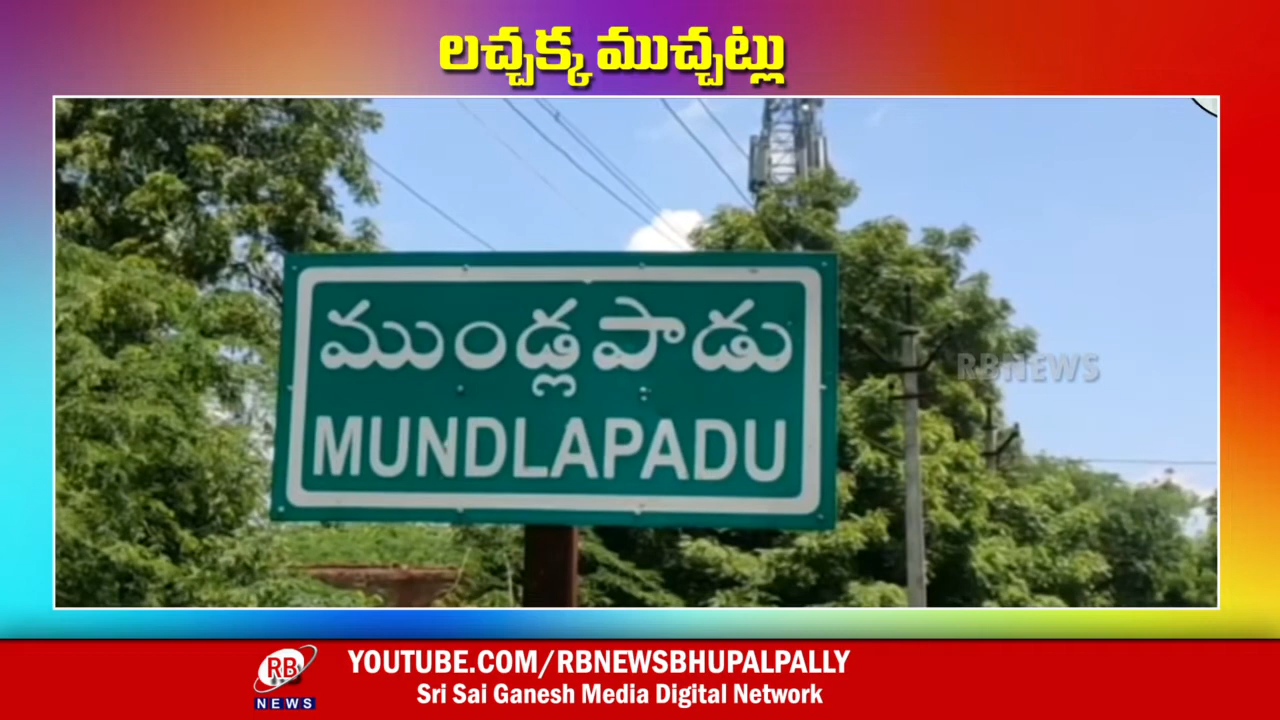 లచ్చక్క ముచ్చట్లు
ముండ్లపాడు
MUNDLAPADU
RBNEWS
RB
NEWS
YOUTUBE.COM/RBNEWSBHUPALPALLY
Sri Sai Ganesh Media Digital Network